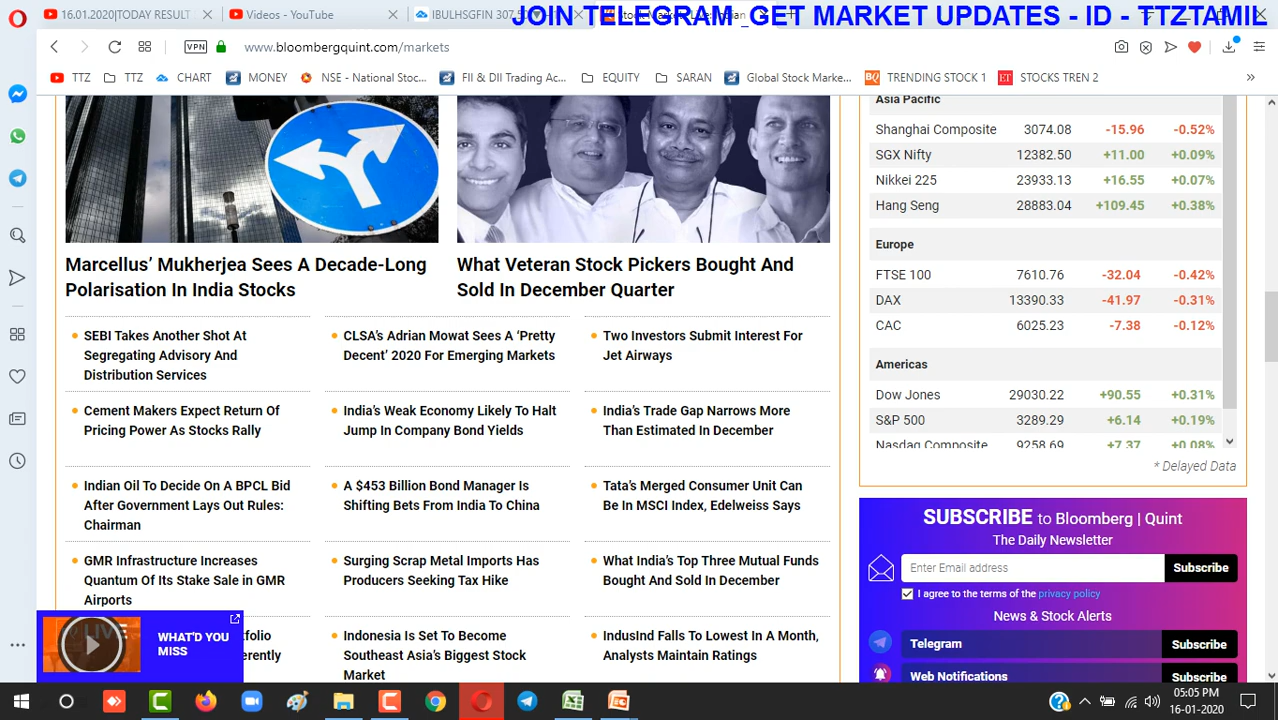 16.01.2020|TODAY RESULT
Videos - YouTube
IBULHSGFIN 307.50
JOIN TELEGRAM GET MARKET UPDATES - ID - TTZTAMIL
VPN
www.bloombergquint.com/markets
TTZ
TTZ
CHART
MONEY
NSE - National Stoc...
FII & DII Trading Ac...
EQUITY
SARAN
Global Stock Marke...
BQ TRENDING STOCK 1
ET STOCKS TREN 2
»
Marcellus’ Mukherjea Sees A Decade-Long
Polarisation In India Stocks
What Veteran Stock Pickers Bought And
Sold In December Quarter
SEBI Takes Another Shot At
Segregating Advisory And
Distribution Services
CLSA’s Adrian Mowat Sees A ‘Pretty
Decent’ 2020 For Emerging Markets
Two Investors Submit Interest For
Jet Airways
Cement Makers Expect Return Of
Pricing Power As Stocks Rally
India’s Weak Economy Likely To Halt
Jump In Company Bond Yields
India’s Trade Gap Narrows More
Than Estimated In December
Indian Oil To Decide On A BPCL Bid
After Government Lays Out Rules:
Chairman
A $453 Billion Bond Manager Is
Shifting Bets From India To China
Tata’s Merged Consumer Unit Can
Be In MSCI Index, Edelweiss Says
GMR Infrastructure Increases
Quantum Of Its Stake Sale in GMR
Airports
Surging Scrap Metal Imports Has
Producers Seeking Tax Hike
What India’s Top Three Mutual Funds
Bought And Sold In December
Indonesia Is Set To Become
Southeast Asia’s Biggest Stock
Market
IndusInd Falls To Lowest In A Month,
Analysts Maintain Ratings
WHAT'D YOU
MISS
Asia Pacific
Shanghai Composite 3074.08 -15.96 -0.52%
SGX Nifty 12382.50 +11.00 +0.09%
Nikkei 225 23933.13 +16.55 +0.07%
Hang Seng 28883.04 +109.45 +0.38%
Europe
FTSE 100 7610.76 -32.04 -0.42%
DAX 13390.33 -41.97 -0.31%
CAC 6025.23 -7.38 -0.12%
Americas
Dow Jones 29030.22 +90.55 +0.31%
S&P 500 3289.29 +6.14 +0.19%
Nasdaq Composite 9258.69 +7.37 +0.08%
* Delayed Data
SUBSCRIBE to Bloomberg | Quint
The Daily Newsletter
Enter Email address
Subscribe
I agree to the terms of the privacy policy
News & Stock Alerts
Telegram Subscribe
Web Notifications Subscribe
05:05 PM
16-01-2020